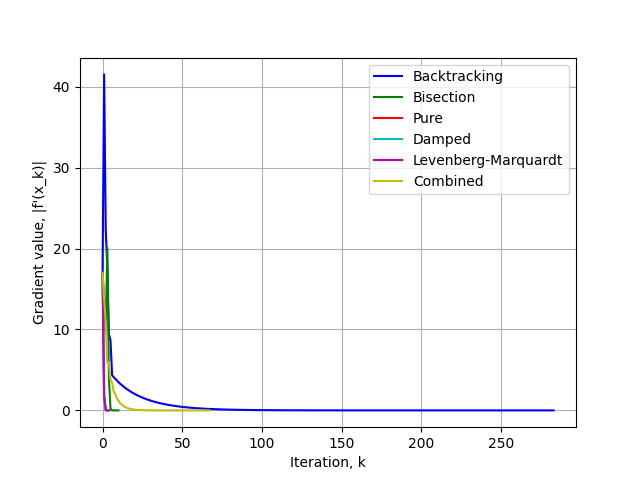 Backtracking
Bisection
Pure
Damped
Levenberg-Marquardt
Combined
Gradient value, |f'(x_k)|
40
30
20
10
0
0 50 100 150 200 250
Iteration, k